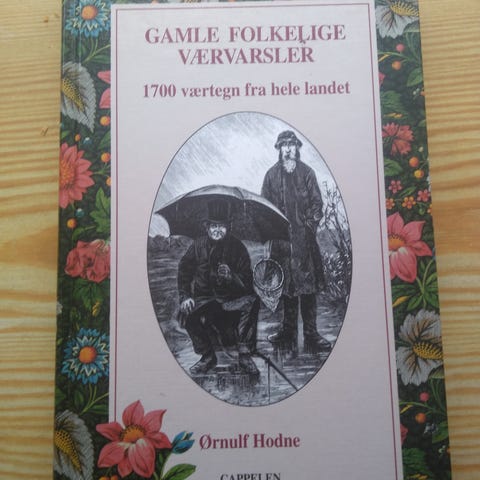 GAMLE FOLKELIGE
VÆRVARSLER
1700 værtegn fra hele landet
Ørnulf Hodne
CAPPELEN